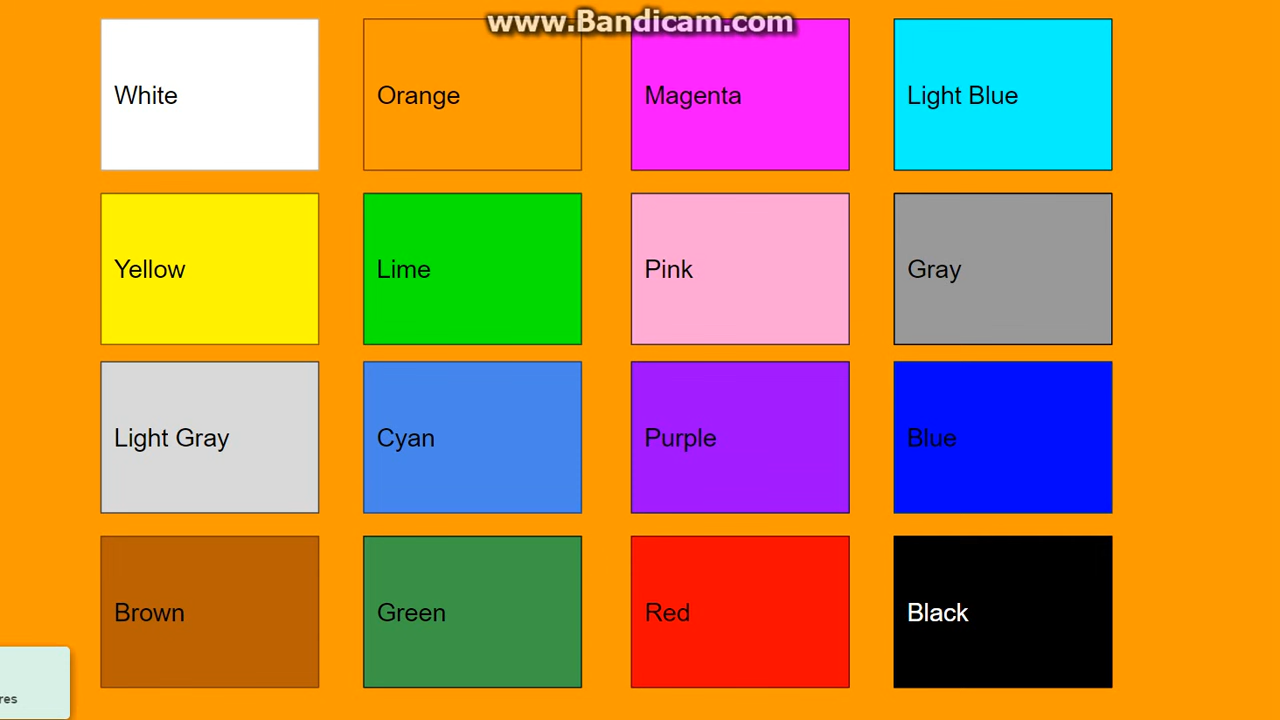 www.Bandicam.com
White
Orange
Magenta
Light Blue
Yellow
Lime
Pink
Gray
Light Gray
Cyan
Purple
Blue
Brown
Green
Red
Black
res